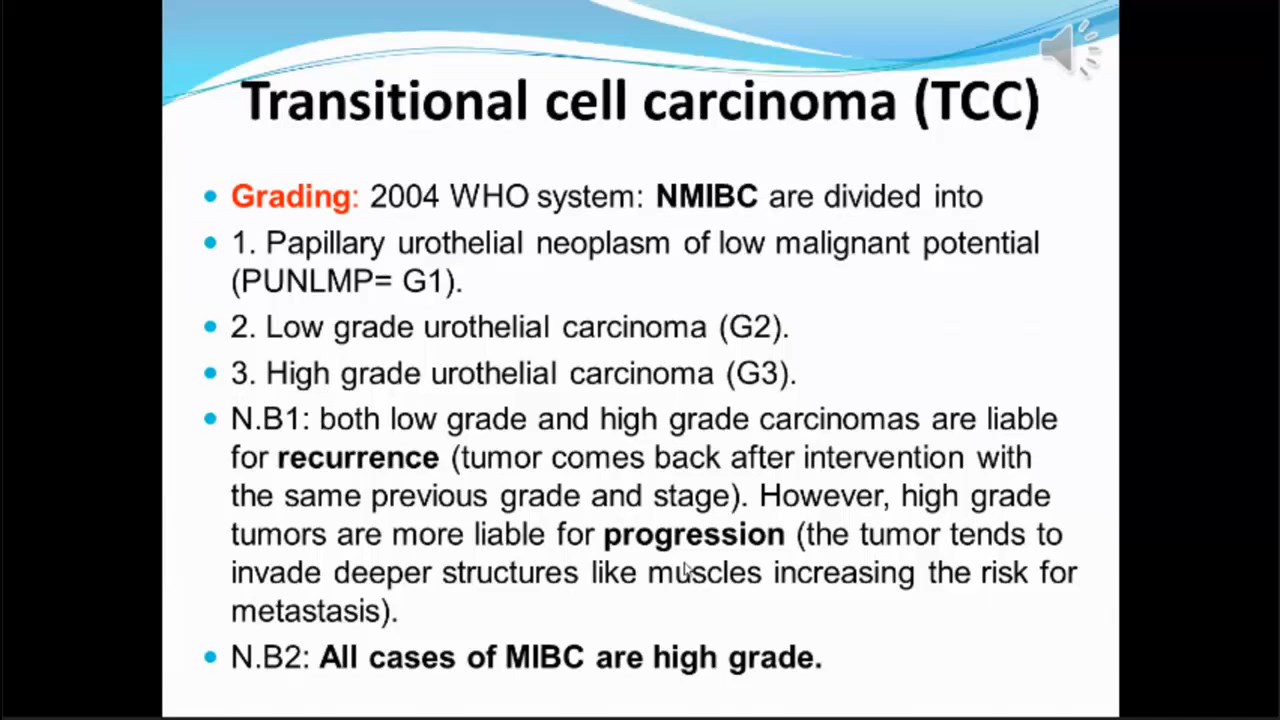 Transitional cell carcinoma (TCC)
• Grading: 2004 WHO system: NMIBC are divided into
• 1. Papillary urothelial neoplasm of low malignant potential
(PUNLMP= G1).
• 2. Low grade urothelial carcinoma (G2).
• 3. High grade urothelial carcinoma (G3).
• N.B1: both low grade and high grade carcinomas are liable
for recurrence (tumor comes back after intervention with
the same previous grade and stage). However, high grade
tumors are more liable for progression (the tumor tends to
invade deeper structures like muscles increasing the risk for
metastasis).
• N.B2: All cases of MIBC are high grade.